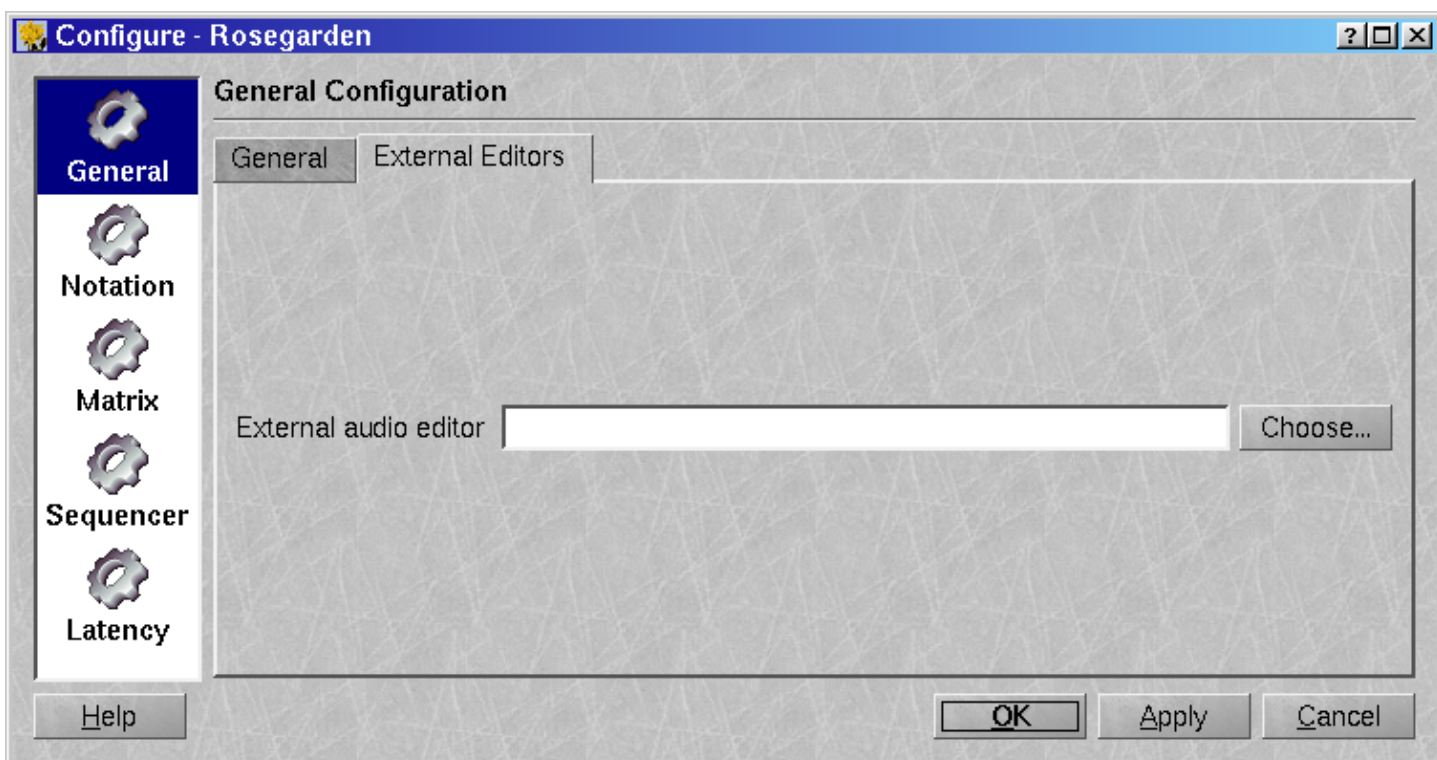 Configure - Rosegarden
General
Notation
Matrix
Sequencer
Latency
General Configuration
General External Editors
External audio editor Choose...
Help OK Apply Cancel